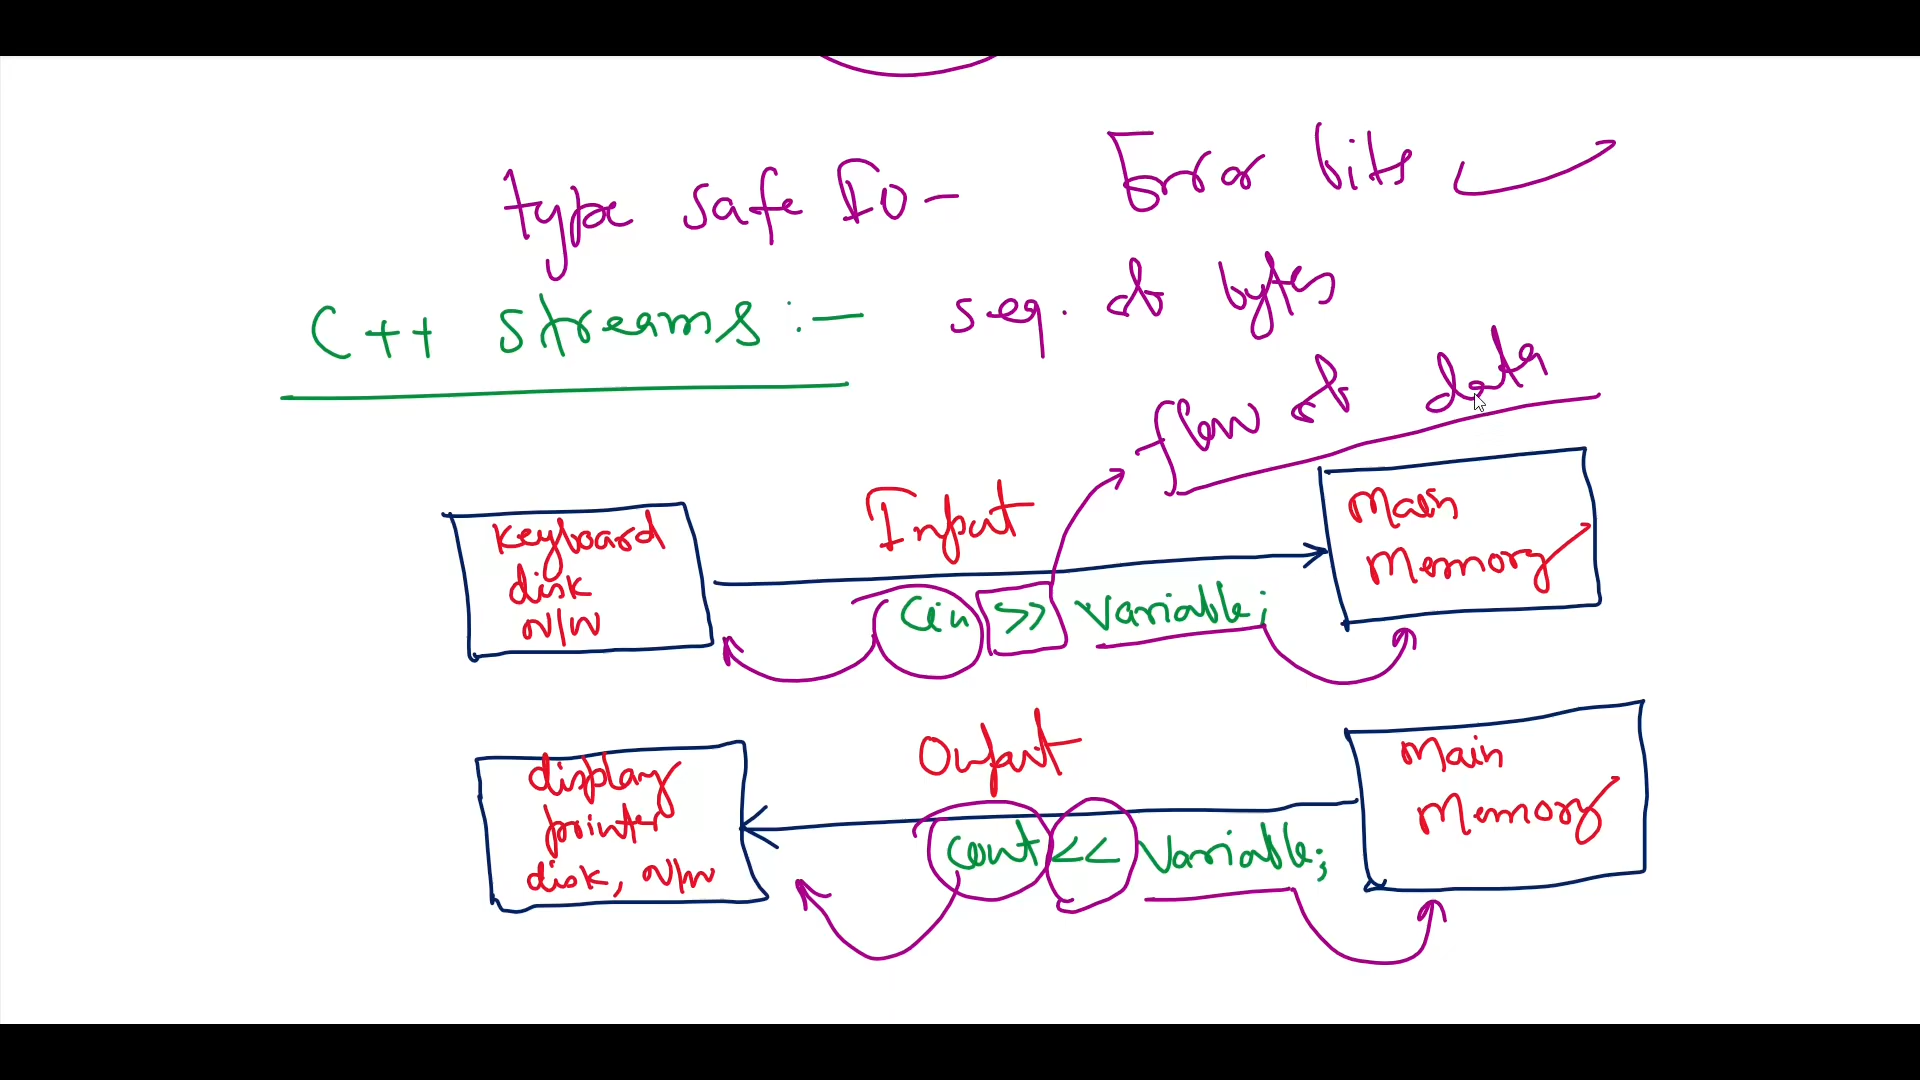 type safe IO - Error bits
C++ streams :- seq. of bytes
flow of data
Input
keyboard
disk
N/W
Main
Memory
Cin >> Variable;
Output
display
printer
disk, N/W
Main
Memory
Cout << Variable;